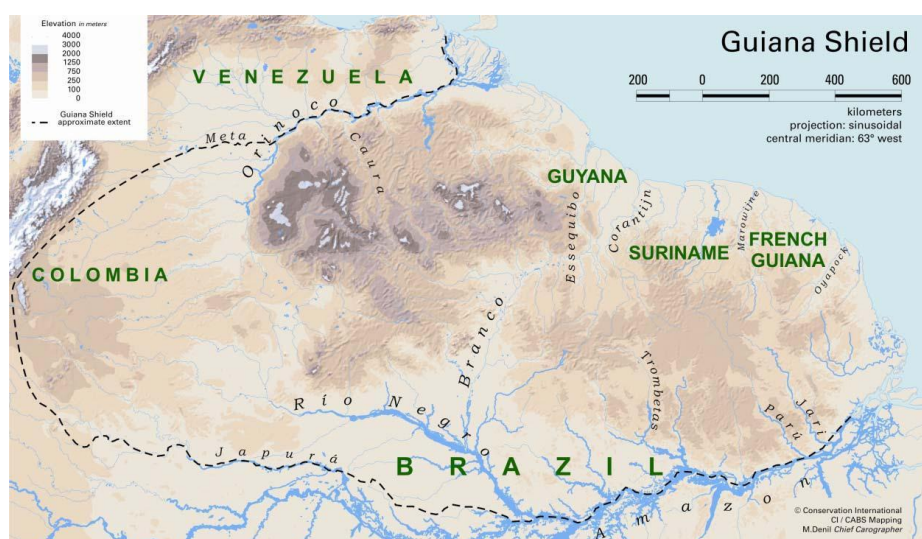 Elevation in meters
4000
3000
2000
1250
750
250
100
0
Guiana Shield
approximate extent
Guiana Shield
200 0 200 400 600
kilometers
projection: sinusoidal
central meridian: 63° west
VENEZUELA
Orinoco
Meta
Caura
GUYANA
Essequibo
Corantijn
SURINAME
Marowijne
FRENCH
GUIANA
Oyapock
COLOMBIA
Branco
Trombetas
Jari
Parú
Río Negro
Japurá
BRAZIL
Amazon
© Conservation International
CI / CABS Mapping
M.Denil Chief Carographer